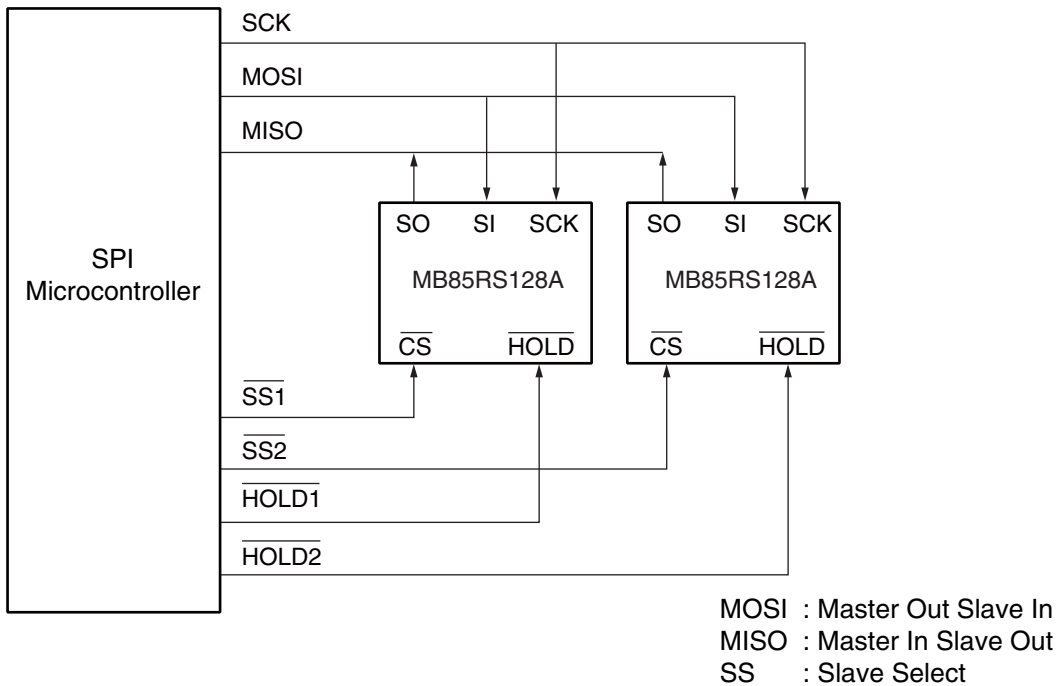 SCK
MOSI
MISO
SO SI SCK
SO SI SCK
SPI
Microcontroller
MB85RS128A
MB85RS128A
CS HOLD
CS HOLD
SS1
SS2
HOLD1
HOLD2
MOSI : Master Out Slave In
MISO : Master In Slave Out
SS : Slave Select